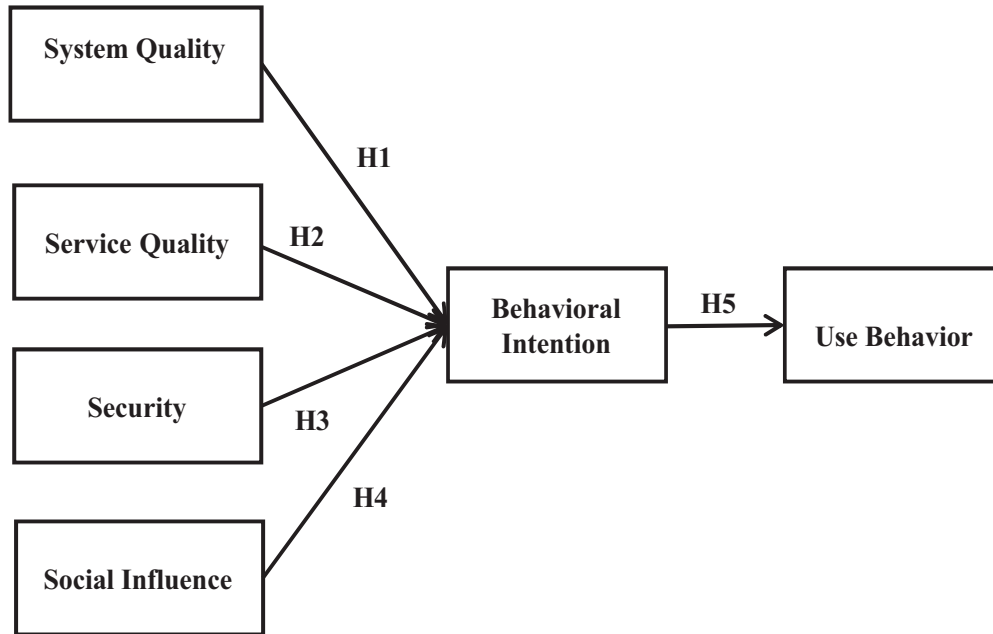 System Quality
H1
Service Quality
H2
Behavioral
Intention
H5
Use Behavior
Security
H3
H4
Social Influence